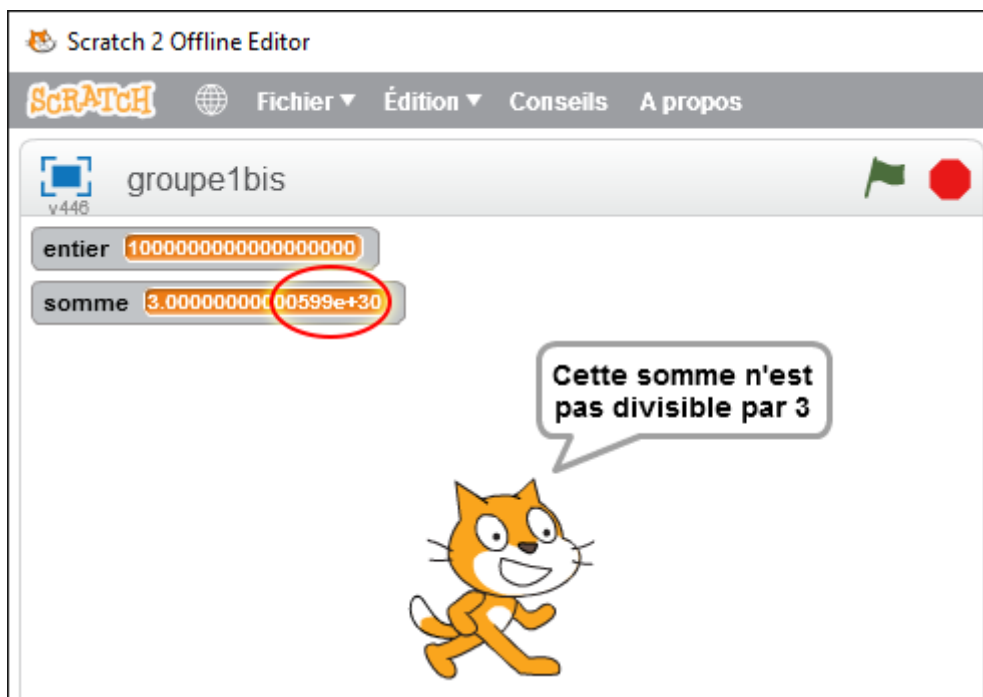 Scratch 2 Offline Editor
SCRATCH Fichier Édition Conseils A propos
groupe1bis
v446
entier 1000000000000000000
somme 3.00000000000599e+30
Cette somme n'est
pas divisible par 3